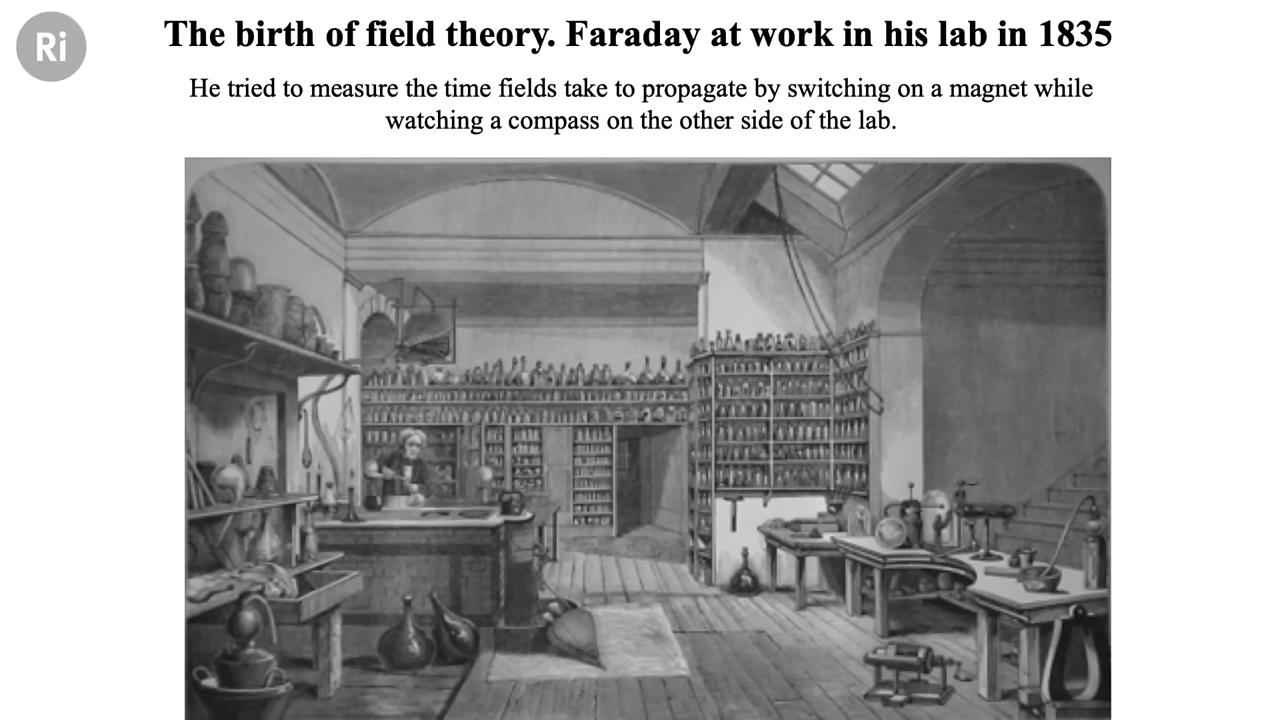 Ri
The birth of field theory. Faraday at work in his lab in 1835
He tried to measure the time fields take to propagate by switching on a magnet while
watching a compass on the other side of the lab.